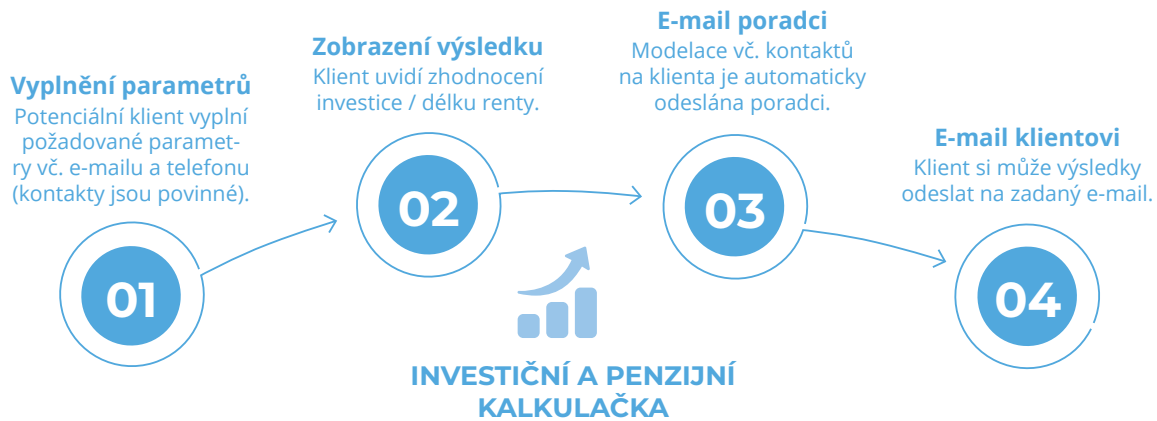 Vyplnění parametrů
Potenciální klient vyplní
požadované paramet-
ry vč. e-mailu a telefonu
(kontakty jsou povinné).
01
Zobrazení výsledku
Klient uvidí zhodnocení
investice / délku renty.
02
E-mail poradci
Modelace vč. kontaktů
na klienta je automaticky
odeslána poradci.
03
E-mail klientovi
Klient si může výsledky
odeslat na zadaný e-mail.
04
INVESTIČNÍ A PENZIJNÍ
KALKULAČKA